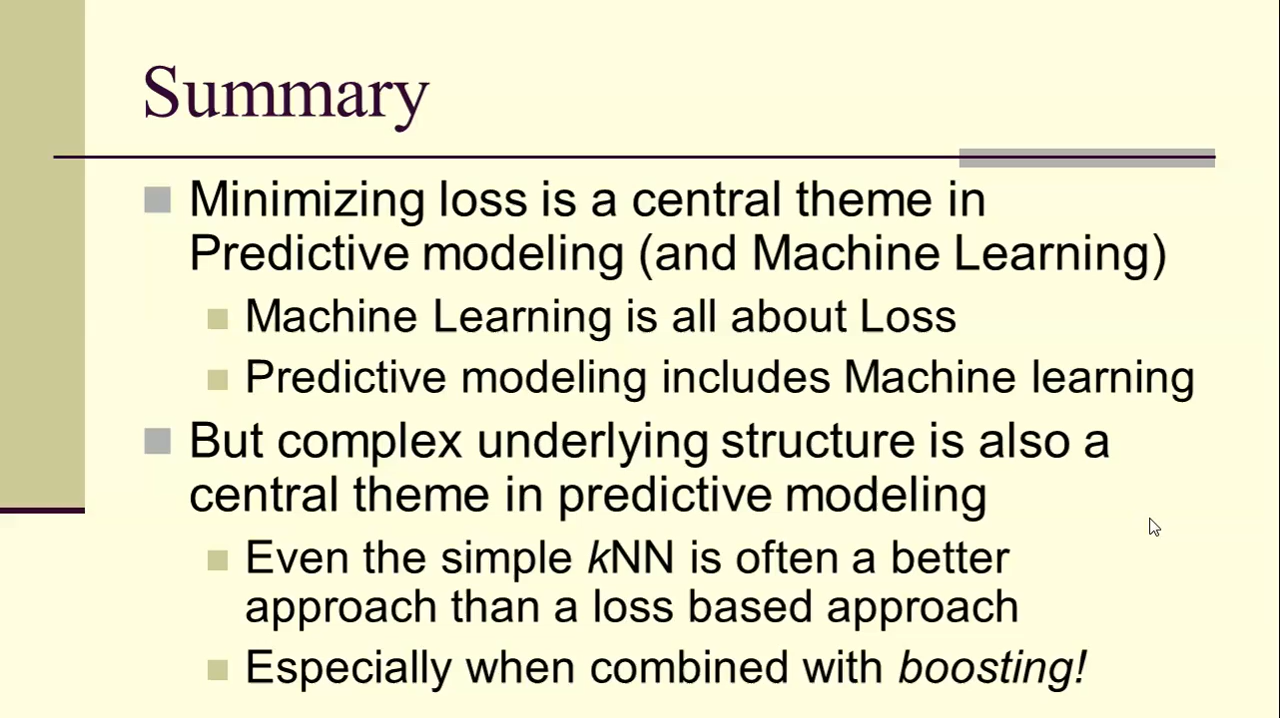 Summary
Minimizing loss is a central theme in
Predictive modeling (and Machine Learning)
Machine Learning is all about Loss
Predictive modeling includes Machine learning
But complex underlying structure is also a
central theme in predictive modeling
Even the simple kNN is often a better
approach than a loss based approach
Especially when combined with boosting!